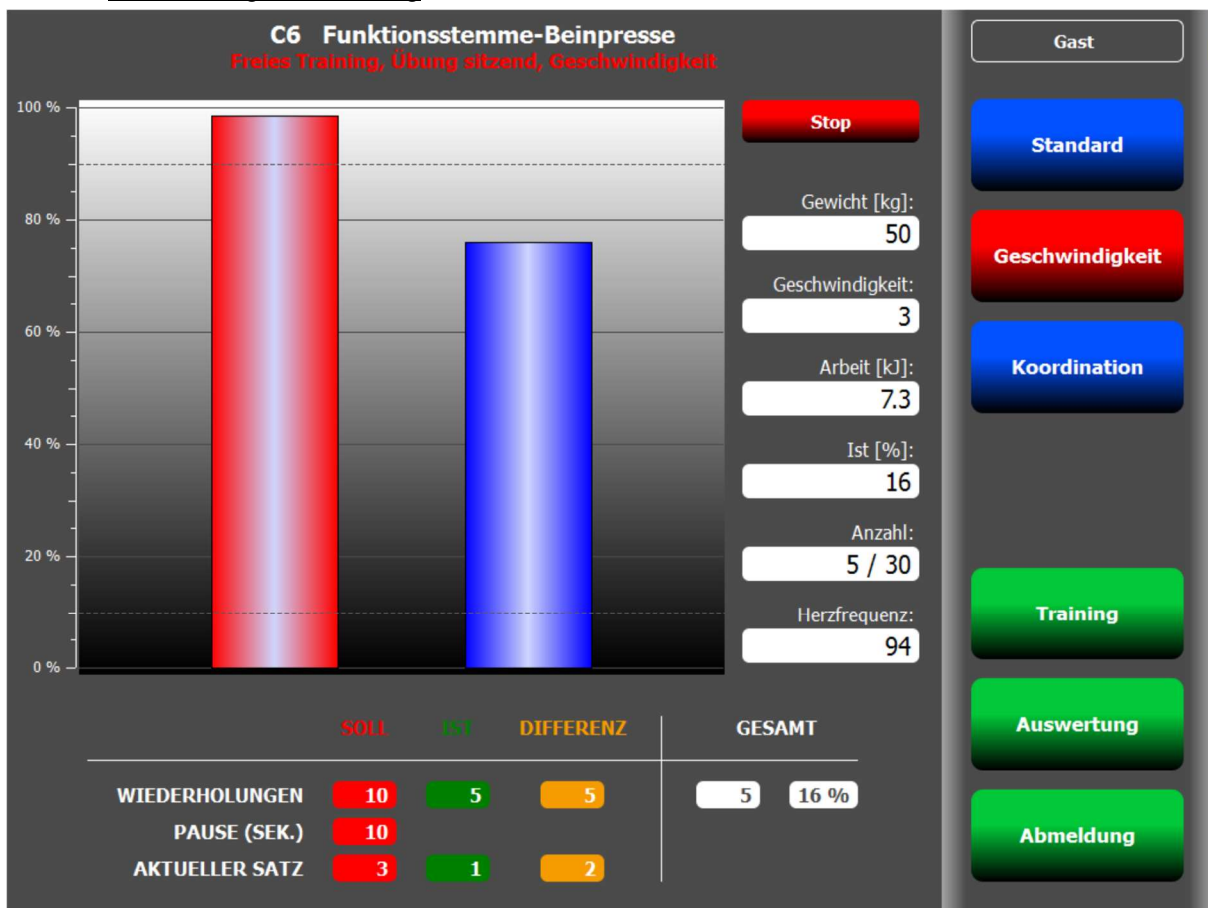 C6 Funktionsstemme-Beinpresse
Freies Training, Übung sitzend, Geschwindigkeit
Gast
100 %
80 %
60 %
40 %
20 %
0 %
Stop
Gewicht [kg]:
50
Geschwindigkeit:
3
Arbeit [kJ]:
7.3
Ist [%]:
16
Anzahl:
5 / 30
Herzfrequenz:
94
Standard
Geschwindigkeit
Koordination
Training
Auswertung
Abmeldung
SOLL IST DIFFERENZ GESAMT
WIEDERHOLUNGEN 10 5 5 5 16 %
PAUSE (SEK.) 10
AKTUELLER SATZ 3 1 2